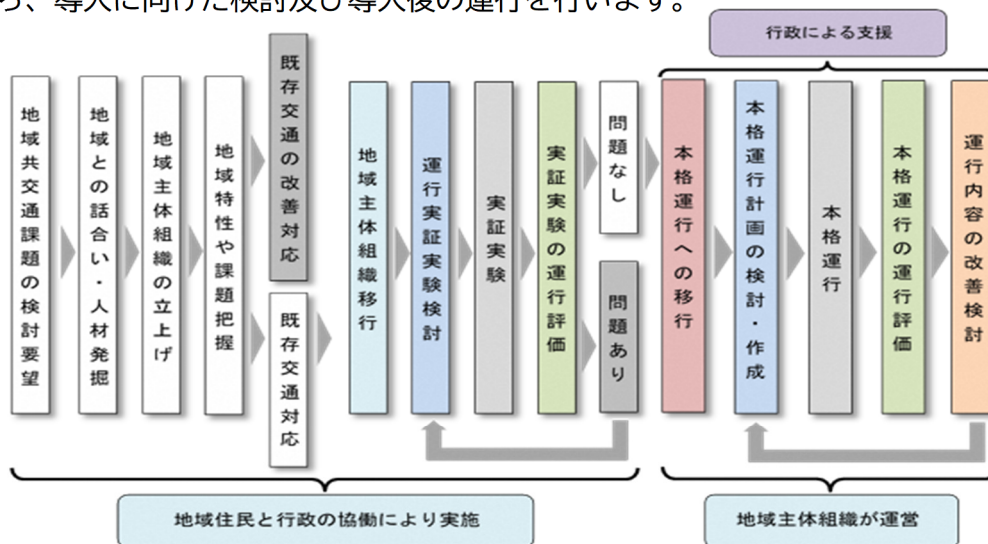 ろ、導入に向けた検討及び導入後の運行を行います。
行政による支援
地域共交通課題の検討要望
地域との話合い・人材発掘
地域主体組織の立上げ
地域特性や課題把握
既存交通の改善対応
既存交通対応
地域主体組織移行
運行実証実験検討
実証実験
実証実験の運行評価
問題なし
問題あり
本格運行への移行
本格運行計画の検討・作成
本格運行
本格運行の運行評価
運行内容の改善検討
地域住民と行政の協働により実施
地域主体組織が運営